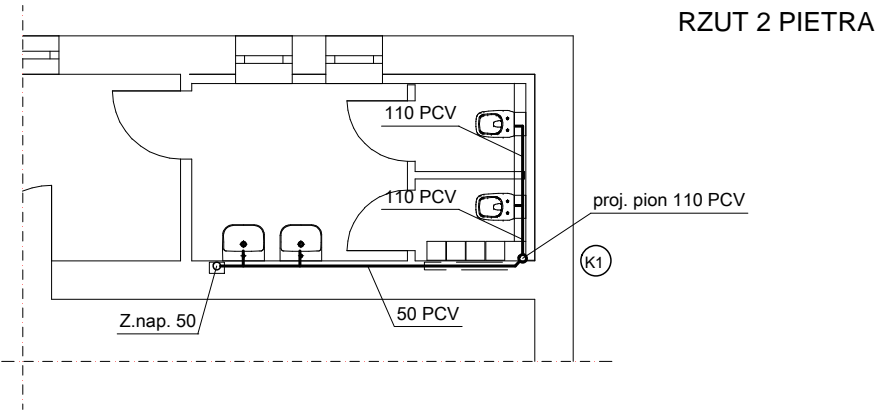 RZUT 2 PIETRA
110 PCV
110 PCV
proj. pion 110 PCV
K1
Z.nap. 50
50 PCV